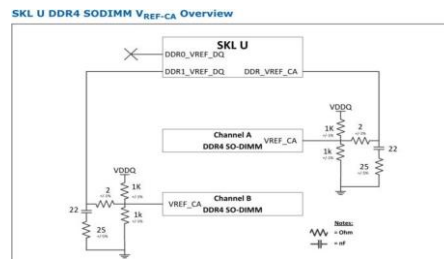 SKL U DDR4 SODIMM VREF-CA Overview
SKL U
DDR0_VREF_DQ
DDR1_VREF_DQ DDR_VREF_CA
VDDQ
1K
2
Channel A
DDR4 SO-DIMM
VREF_CA
1k
22
25
VDDQ
2
1K
22
1k
25
VREF_CA
Channel B
DDR4 SO-DIMM
Notes:
= Ohm
= nF